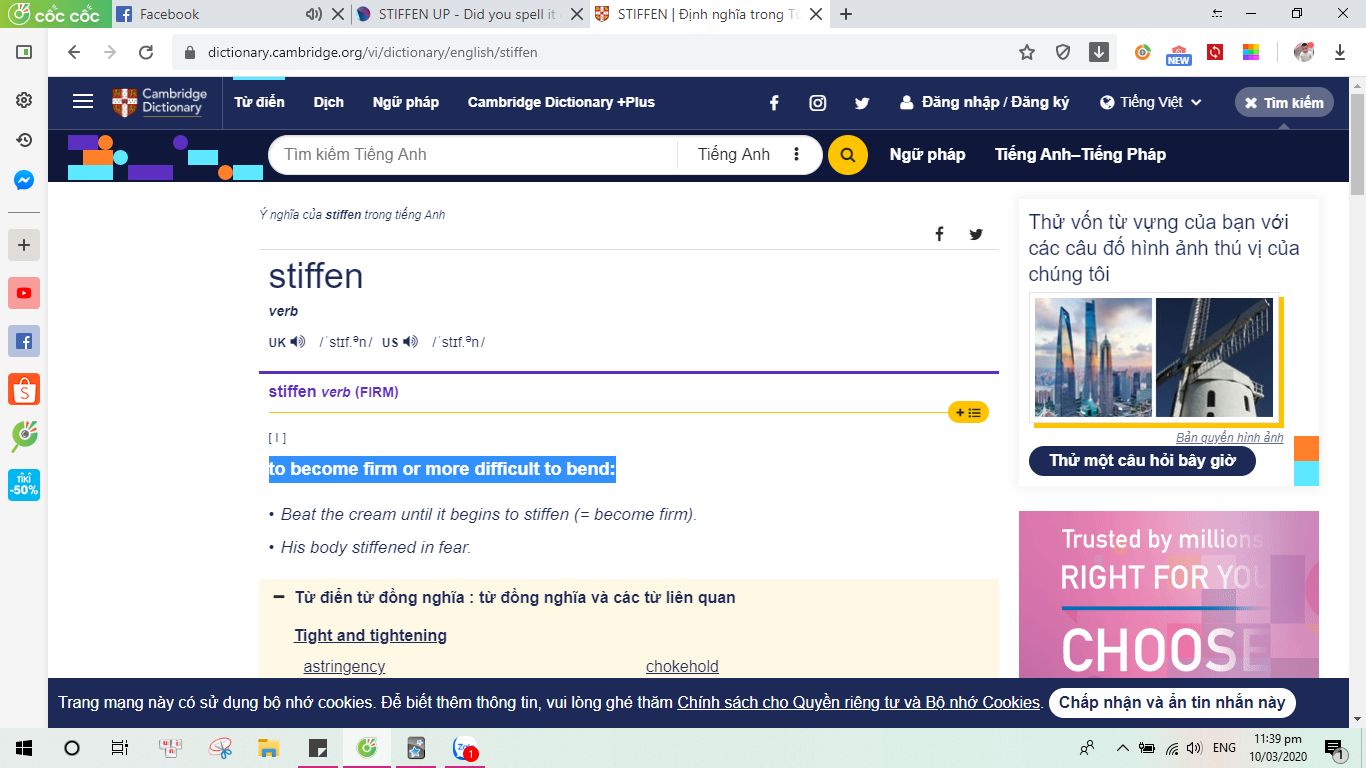 cốc cốc
Facebook
STIFFEN UP - Did you spell it
STIFFEN | Định nghĩa trong Từ
dictionary.cambridge.org/vi/dictionary/english/stiffen
NEW
Cambridge Dictionary
Từ điển
Dịch
Ngữ pháp
Cambridge Dictionary +Plus
Đăng nhập / Đăng ký
Tiếng Việt
Tìm kiếm
Tìm kiếm Tiếng Anh
Tiếng Anh
Ngữ pháp
Tiếng Anh–Tiếng Pháp
Ý nghĩa của stiffen trong tiếng Anh
stiffen
verb
UK /ˈstɪf.ᵊn/ US /ˈstɪf.ᵊn/
stiffen verb (FIRM)
[ I ]
to become firm or more difficult to bend:
• Beat the cream until it begins to stiffen (= become firm).
• His body stiffened in fear.
Từ điển từ đồng nghĩa : từ đồng nghĩa và các từ liên quan
Tight and tightening
astringency
chokehold
Thử vốn từ vựng của bạn với
các câu đố hình ảnh thú vị của
chúng tôi
Bản quyền hình ảnh
Thử một câu hỏi bây giờ
Trusted by millions.
RIGHT FOR YOU
CHOOSE
TIKI
-50%
Trang mạng này có sử dụng bộ nhớ cookies. Để biết thêm thông tin, vui lòng ghé thăm Chính sách cho Quyền riêng tư và Bộ nhớ Cookies.
Chấp nhận và ẩn tin nhắn này
Zalo
1
ENG
11:39 pm
10/03/2020
1